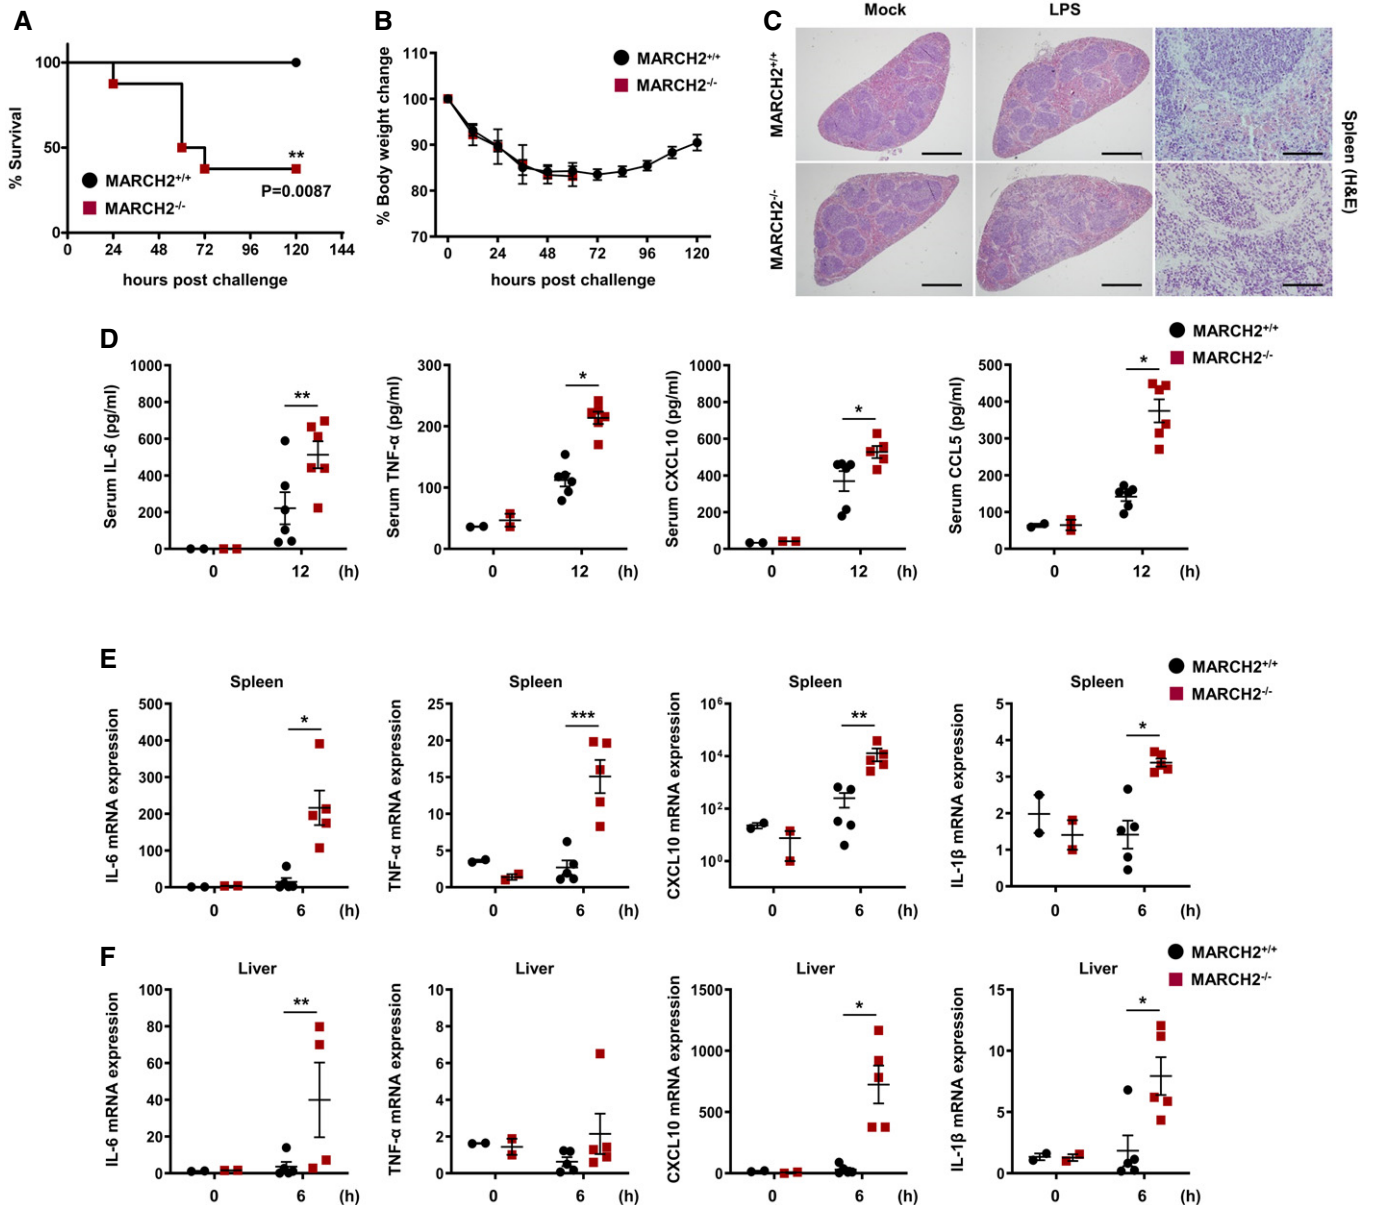 A
% Survival
100
50
0
0 24 48 72 96 120 144
hours post challenge
**
P=0.0087
MARCH2+/+
MARCH2-/-
B
% Body weight change
110
100
90
80
70
0 24 48 72 96 120
hours post challenge
MARCH2+/+
MARCH2-/-
C
Mock LPS
MARCH2+/+
MARCH2-/-
Spleen (H&E)
D
MARCH2+/+
MARCH2-/-
Serum IL-6 (pg/ml)
1000
800
600
400
200
0
**
0 12 (h)
Serum TNF-α (pg/ml)
300
200
100
0
*
0 12 (h)
Serum CXCL10 (pg/ml)
1000
800
600
400
200
0
*
0 12 (h)
Serum CCL5 (pg/ml)
500
400
300
200
100
0
*
0 12 (h)
E
MARCH2+/+
MARCH2-/-
Spleen
IL-6 mRNA expression
500
400
300
200
100
0
*
0 6 (h)
Spleen
TNF-α mRNA expression
25
20
15
10
5
0
***
0 6 (h)
Spleen
CXCL10 mRNA expression
10⁶
10⁴
10²
10⁰
**
0 6 (h)
Spleen
IL-1β mRNA expression
5
4
3
2
1
0
*
0 6 (h)
F
MARCH2+/+
MARCH2-/-
Liver
IL-6 mRNA expression
100
80
60
40
20
0
**
0 6 (h)
Liver
TNF-α mRNA expression
10
8
6
4
2
0
0 6 (h)
Liver
CXCL10 mRNA expression
1500
1000
500
0
*
0 6 (h)
Liver
IL-1β mRNA expression
15
10
5
0
*
0 6 (h)